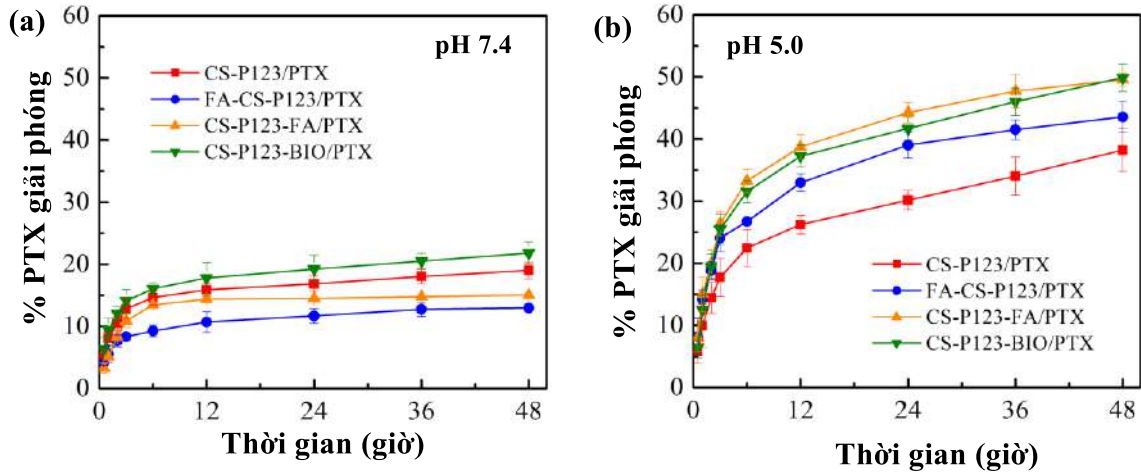 (a)
pH 7.4
CS-P123/PTX
FA-CS-P123/PTX
CS-P123-FA/PTX
CS-P123-BIO/PTX
% PTX giải phóng
60
50
40
30
20
10
0
0 12 24 36 48
Thời gian (giờ)
(b)
pH 5.0
CS-P123/PTX
FA-CS-P123/PTX
CS-P123-FA/PTX
CS-P123-BIO/PTX
% PTX giải phóng
60
50
40
30
20
10
0
0 12 24 36 48
Thời gian (giờ)